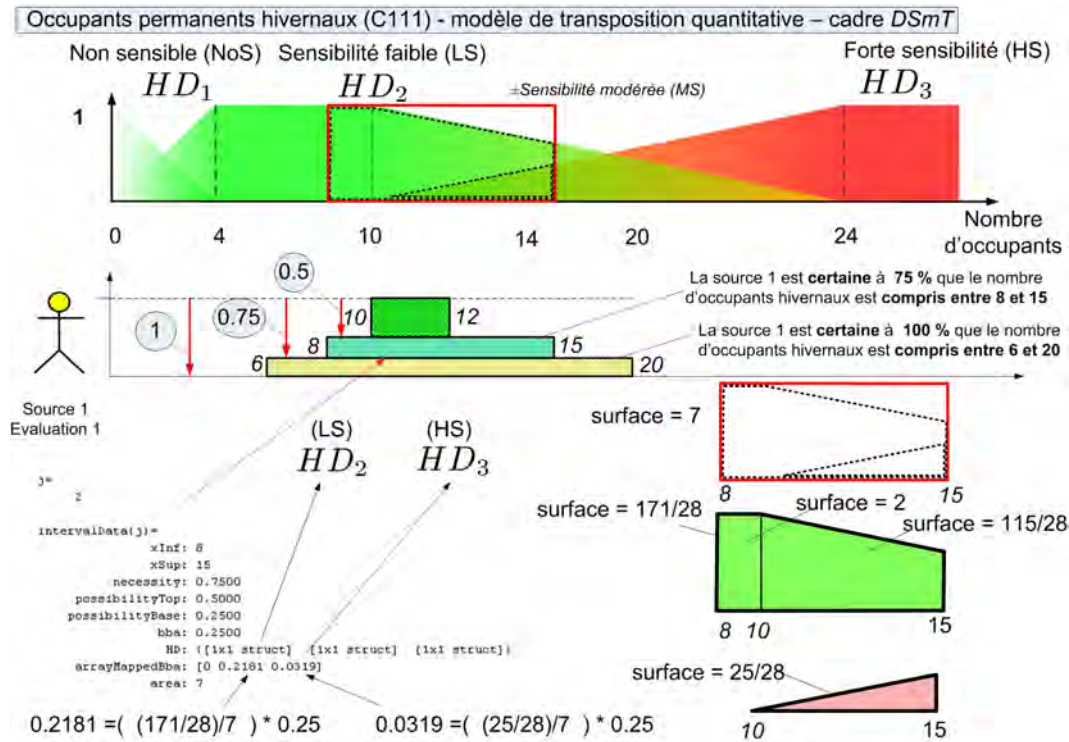 Occupants permanents hivernaux (C111) - modèle de transposition quantitative – cadre DSmT
Non sensible (NoS)
Sensibilité faible (LS)
Forte sensibilité (HS)
HD1
HD2
±Sensibilité modérée (MS)
HD3
1
0
4
10
14
20
24
Nombre
d'occupants
1
0.75
0.5
10
12
8
15
6
20
La source 1 est certaine à 75 % que le nombre
d'occupants hivernaux est compris entre 8 et 15
La source 1 est certaine à 100 % que le nombre
d'occupants hivernaux est compris entre 6 et 20
Source 1
Evaluation 1
(LS)
HD2
(HS)
HD3
surface = 7
8
15
surface = 171/28
surface = 2
surface = 115/28
8
10
15
surface = 25/28
10
15
j=
2
intervalData(j)=
xInf: 8
xSup: 15
necessity: 0.7500
possibilityTop: 0.5000
possibilityBase: 0.2500
bba: 0.2500
HD: {[1x1 struct] [1x1 struct] [1x1 struct]}
arrayMappedBba: [0 0.2181 0.0319]
area: 7
0.2181 =( (171/28)/7 ) * 0.25
0.0319 =( (25/28)/7 ) * 0.25